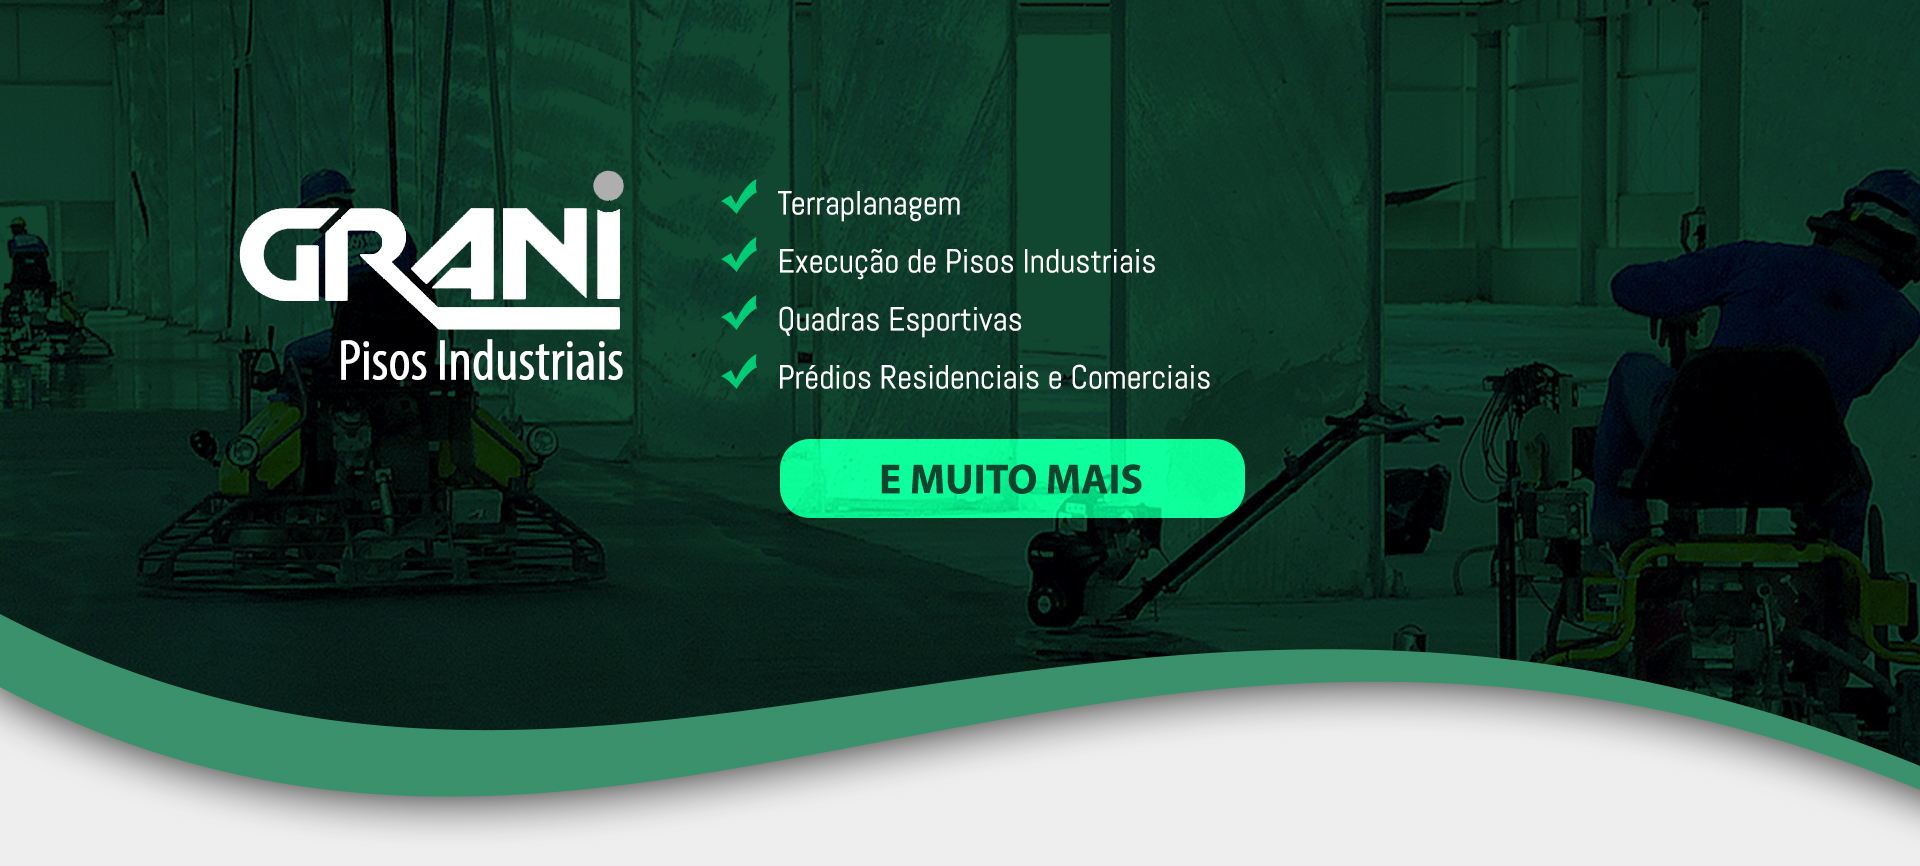 GRANI
Pisos Industriais
Terraplanagem
Execução de Pisos Industriais
Quadras Esportivas
Prédios Residenciais e Comerciais
E MUITO MAIS